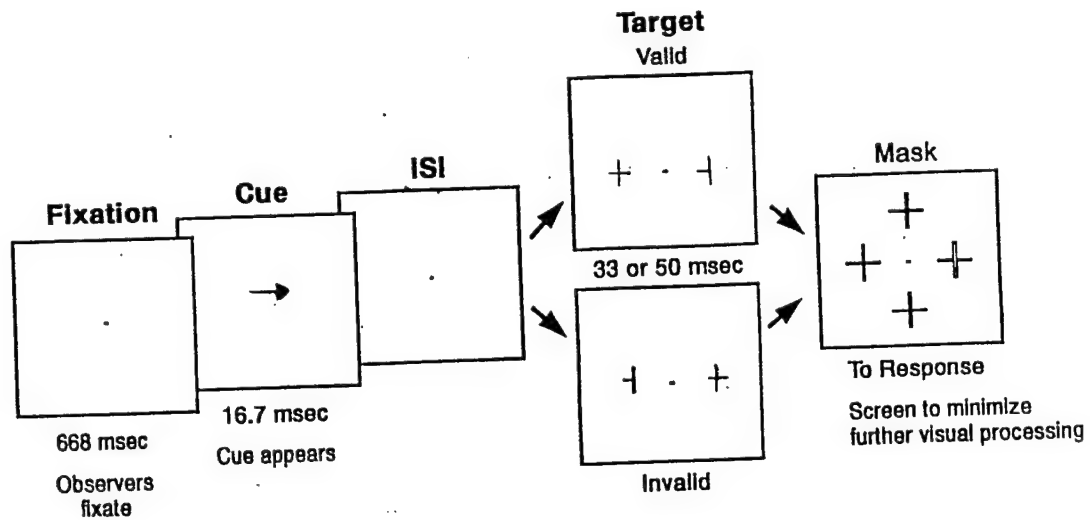 Fixation
668 msec
Observers
fixate
Cue
16.7 msec
Cue appears
ISI
Target
Valid
33 or 50 msec
Invalid
Mask
To Response
Screen to minimize
further visual processing